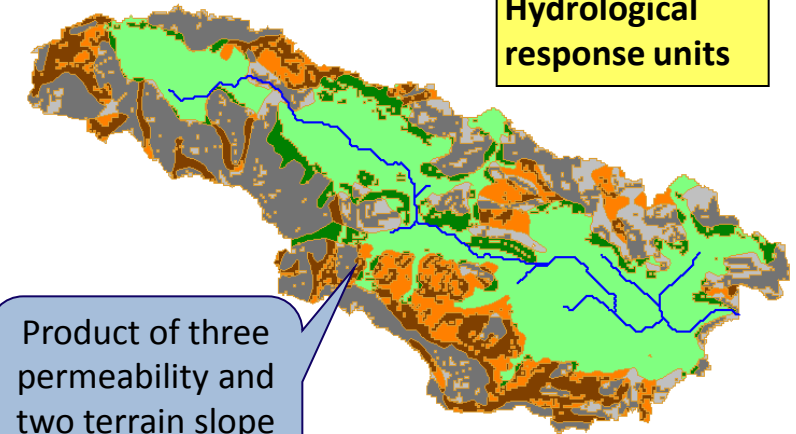 Hydrological
response units
Product of three
permeability and
two terrain slope